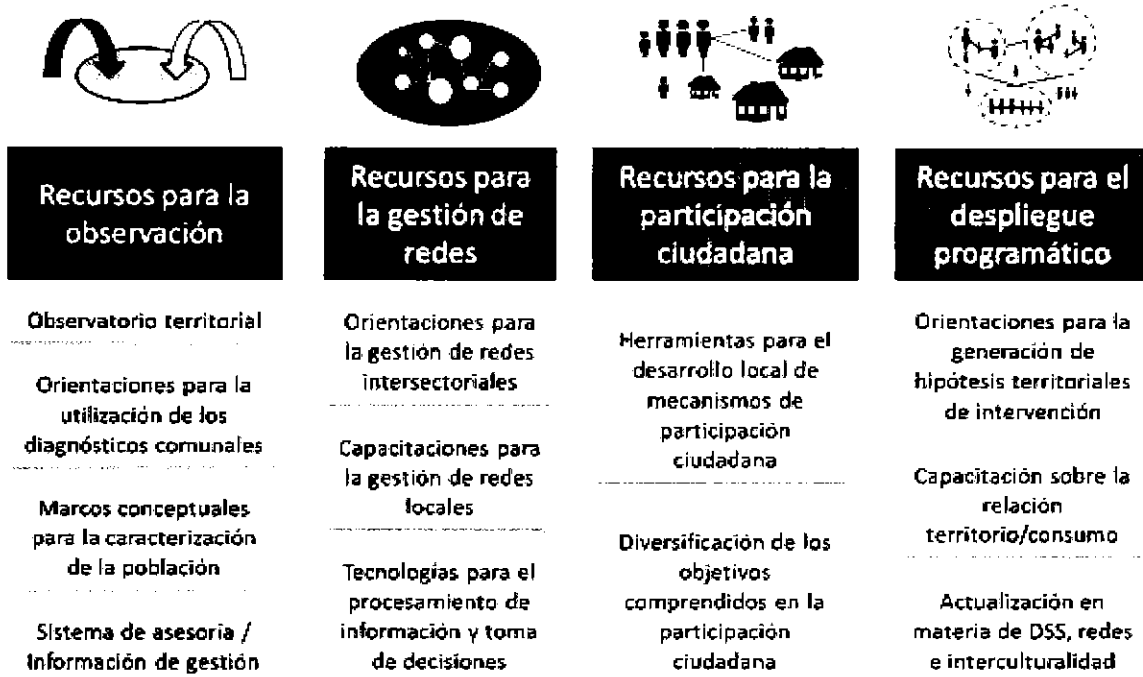 Recursos para la
observación
Observatorio territorial
Orientaciones para la
utilización de los
diagnósticos comunales
Marcos conceptuales
para la caracterización
de la población
Sistema de asesoría /
Información de gestión
Recursos para
la gestión de
redes
Orientaciones para
la gestión de redes
intersectoriales
Capacitaciones para
la gestión de redes
locales
Tecnologías para el
procesamiento de
información y toma
de decisiones
Recursos para la
participación
ciudadana
Herramientas para el
desarrollo local de
mecanismos de
participación
ciudadana
Diversificación de los
objetivos
comprendidos en la
participación
ciudadana
Recursos para el
despliegue
programático
Orientaciones para la
generación de
hipótesis territoriales
de intervención
Capacitación sobre la
relación
territorio/consumo
Actualización en
materia de DSS, redes
e interculturalidad